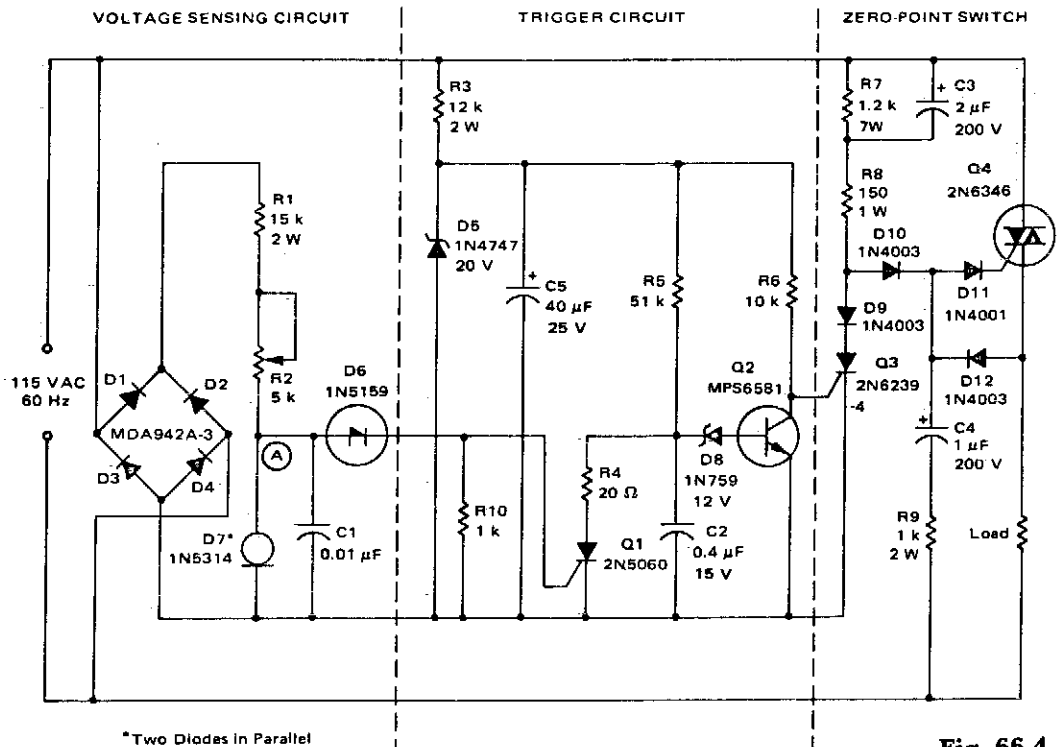 VOLTAGE SENSING CIRCUIT
TRIGGER CIRCUIT
ZERO-POINT SWITCH
R1
15 k
2 W
R2
5 k
115 VAC
60 Hz
D1
D2
MDA942A-3
D3
D4
D6
1N5159
A
D7*
1N5314
C1
0.01 µF
*Two Diodes in Parallel
R3
12 k
2 W
D5
1N4747
20 V
C5
+
40 µF
25 V
R5
51 k
R6
10 k
Q2
MPS6581
D8
1N759
12 V
R4
20 Ω
R10
1 k
Q1
2N5060
C2
0.4 µF
15 V
R7
1.2 k
7W
+
C3
2 µF
200 V
R8
150
1 W
Q4
2N6346
D10
1N4003
D11
1N4001
D9
1N4003
Q3
2N6239
-4
D12
1N4003
+
C4
1 µF
200 V
R9
1 k
2 W
Load
Fig. 66-4